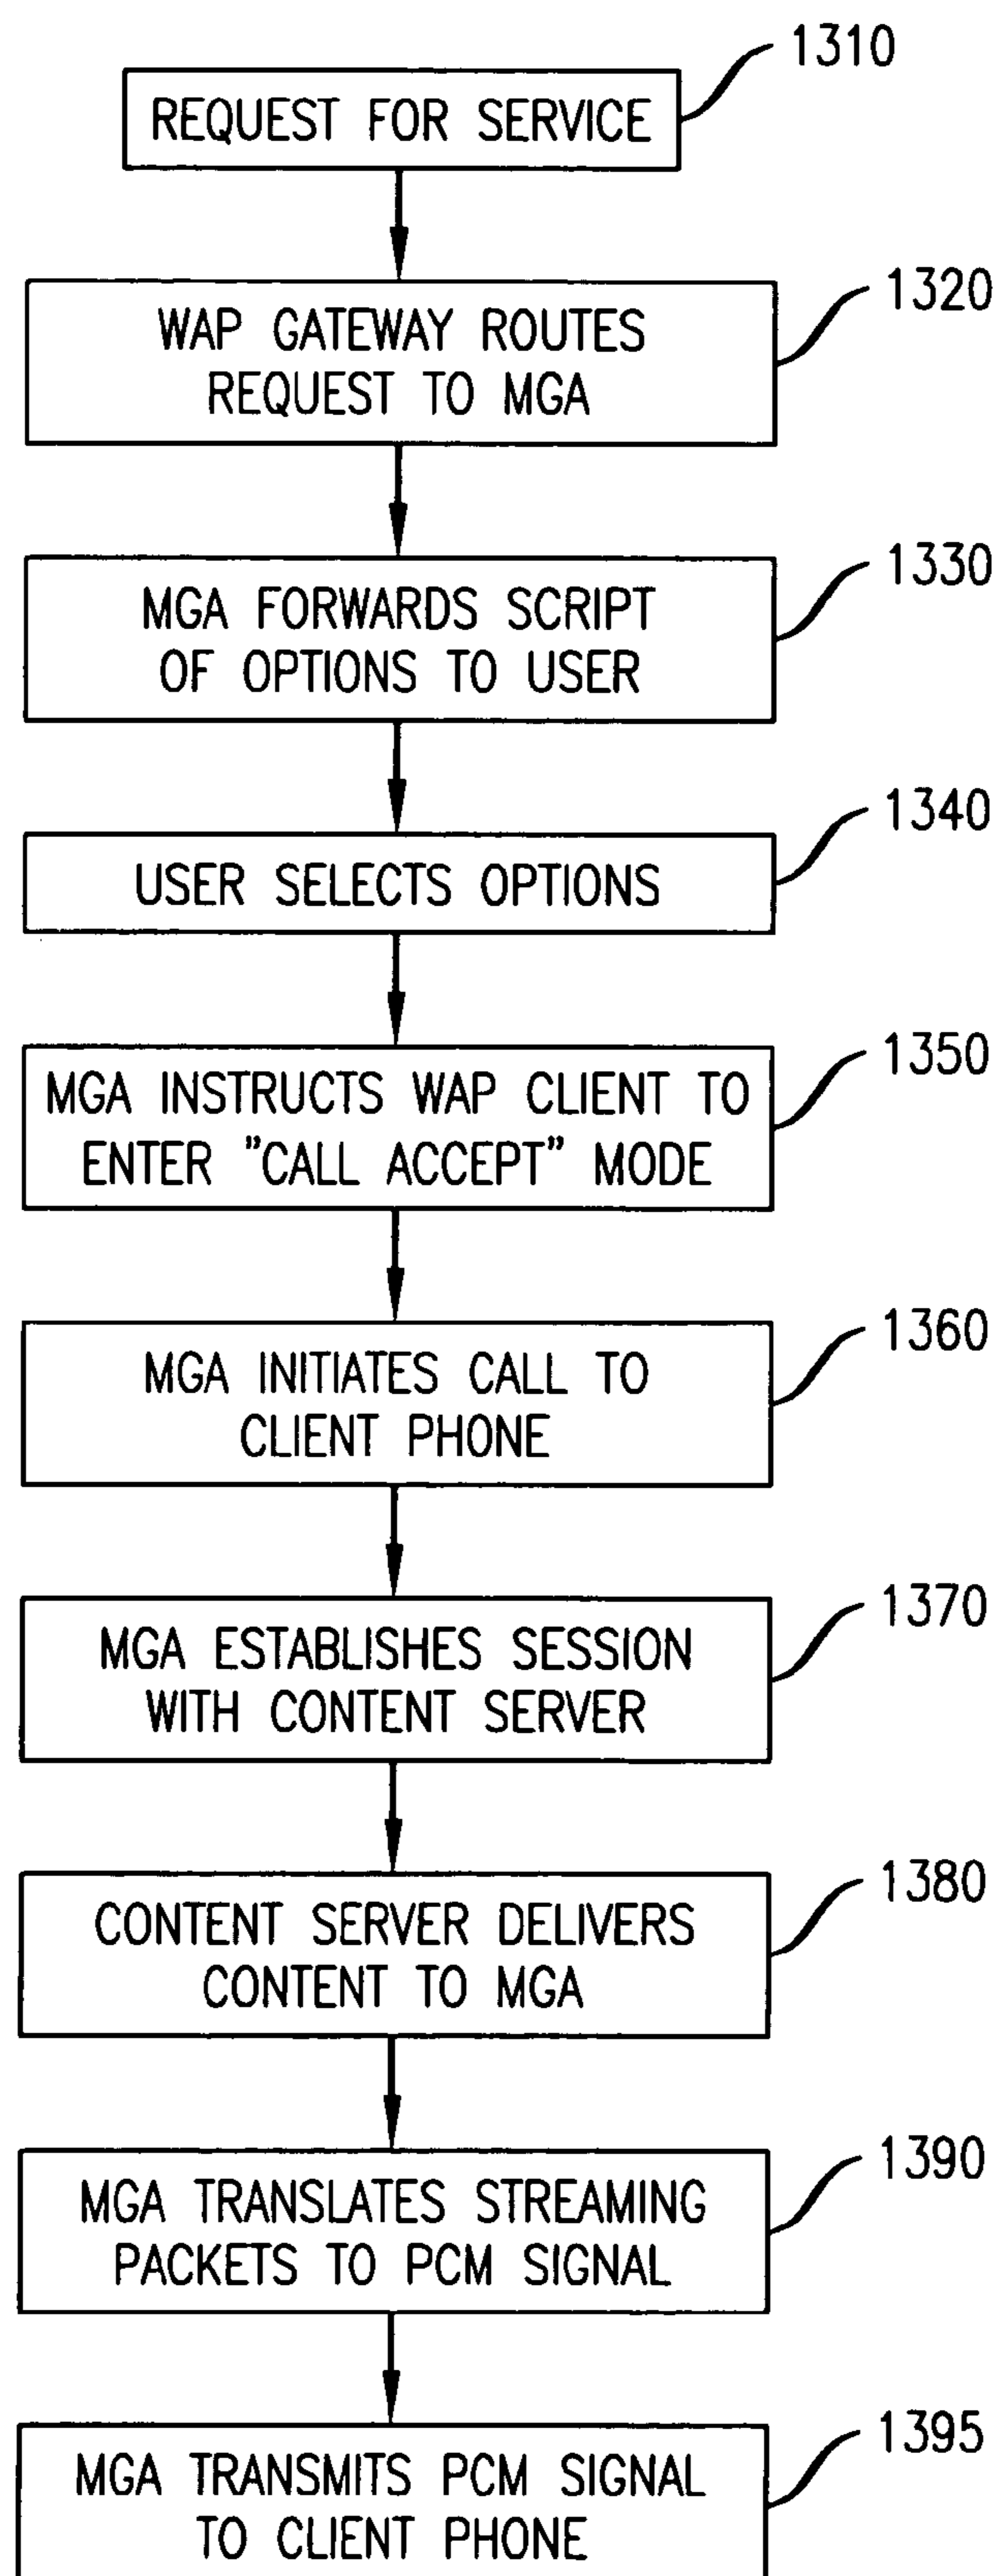 1310
REQUEST FOR SERVICE
1320
WAP GATEWAY ROUTES
REQUEST TO MGA
1330
MGA FORWARDS SCRIPT
OF OPTIONS TO USER
1340
USER SELECTS OPTIONS
1350
MGA INSTRUCTS WAP CLIENT TO
ENTER "CALL ACCEPT" MODE
1360
MGA INITIATES CALL TO
CLIENT PHONE
1370
MGA ESTABLISHES SESSION
WITH CONTENT SERVER
1380
CONTENT SERVER DELIVERS
CONTENT TO MGA
1390
MGA TRANSLATES STREAMING
PACKETS TO PCM SIGNAL
1395
MGA TRANSMITS PCM SIGNAL
TO CLIENT PHONE